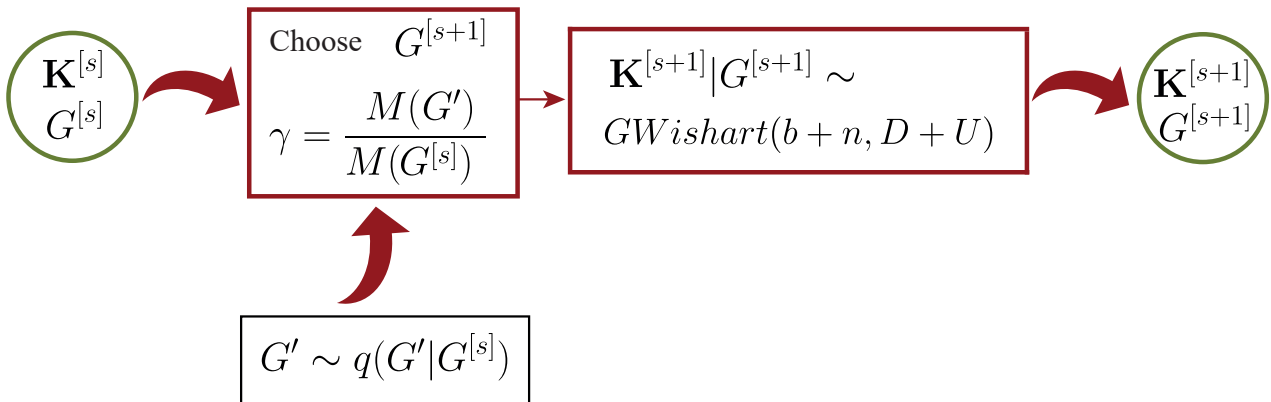 𝐊^{[s]}
G^{[s]}
Choose G^{[s+1]}
γ = M(G′) / M(G^{[s]})
𝐊^{[s+1]}|G^{[s+1]} ∼
GWishart(b + n, D + U)
𝐊^{[s+1]}
G^{[s+1]}
G′ ∼ q(G′|G^{[s]})